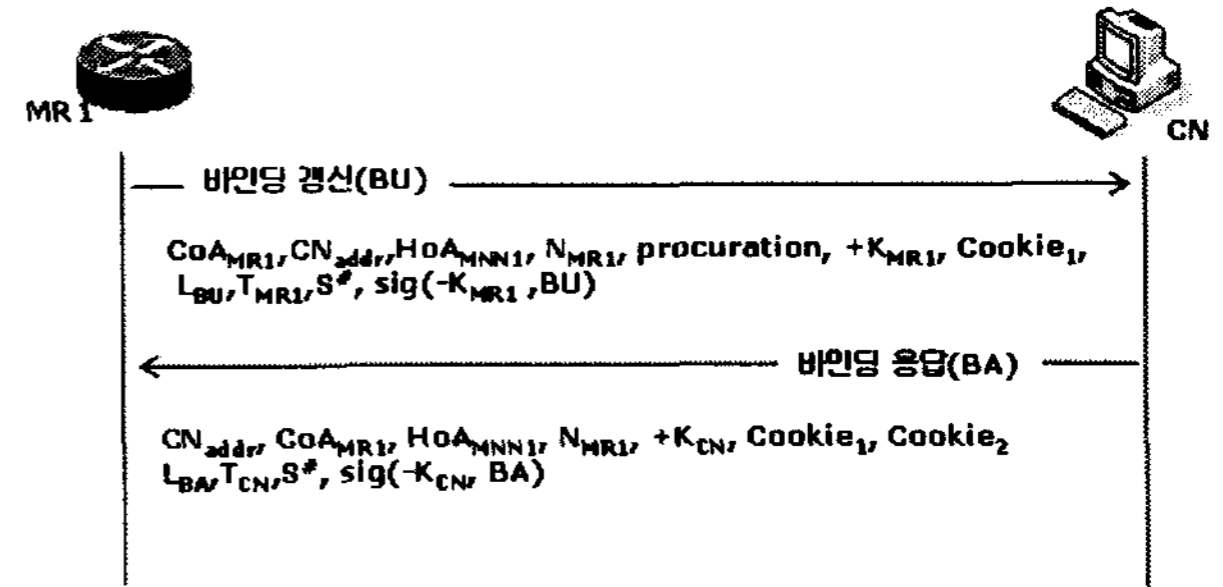 MR 1
CN
바인딩 갱신(BU)
CoA_MR1, CN_addr, HoA_MNN1, N_MR1, procuration, +K_MR1, Cookie_1,
L_BU, T_MR1, S^#, sig(-K_MR1 ,BU)
바인딩 응답(BA)
CN_addr, CoA_MR1, HoA_MNN1, N_MR1, +K_CN, Cookie_1, Cookie_2
L_BA, T_CN, S^#, sig(-K_CN, BA)